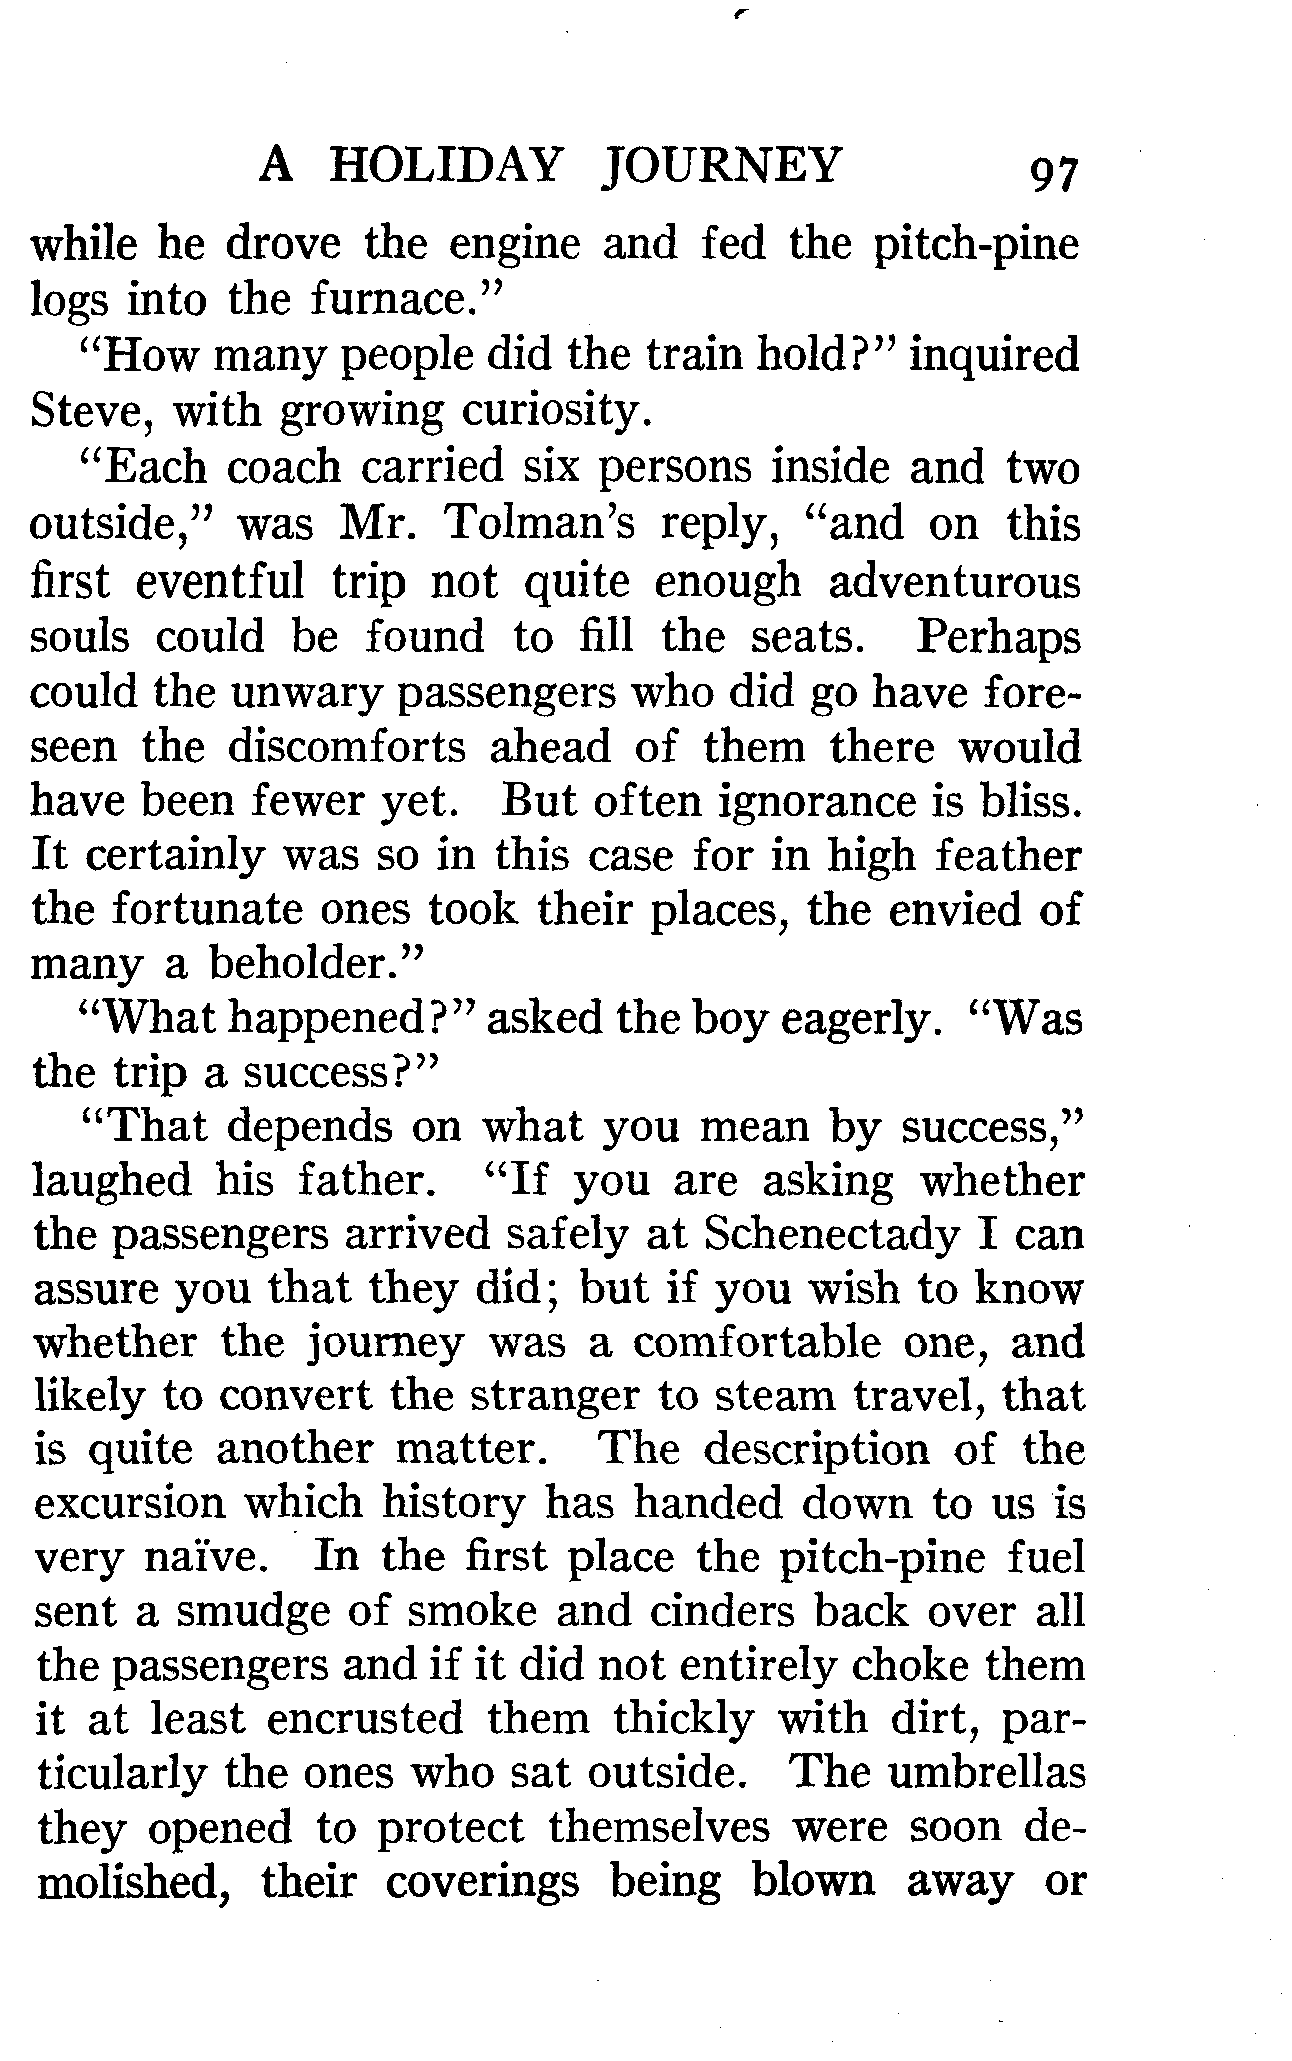 A HOLIDAY JOURNEY 97
while he drove the engine and fed the pitch-pine
logs into the furnace."
"How many people did the train hold?" inquired
Steve, with growing curiosity.
"Each coach carried six persons inside and two
outside," was Mr. Tolman's reply, "and on this
first eventful trip not quite enough adventurous
souls could be found to fill the seats. Perhaps
could the unwary passengers who did go have fore-
seen the discomforts ahead of them there would
have been fewer yet. But often ignorance is bliss.
It certainly was so in this case for in high feather
the fortunate ones took their places, the envied of
many a beholder."
"What happened?" asked the boy eagerly. "Was
the trip a success?"
"That depends on what you mean by success,"
laughed his father. "If you are asking whether
the passengers arrived safely at Schenectady I can
assure you that they did; but if you wish to know
whether the journey was a comfortable one, and
likely to convert the stranger to steam travel, that
is quite another matter. The description of the
excursion which history has handed down to us is
very naïve. In the first place the pitch-pine fuel
sent a smudge of smoke and cinders back over all
the passengers and if it did not entirely choke them
it at least encrusted them thickly with dirt, par-
ticularly the ones who sat outside. The umbrellas
they opened to protect themselves were soon de-
molished, their coverings being blown away or